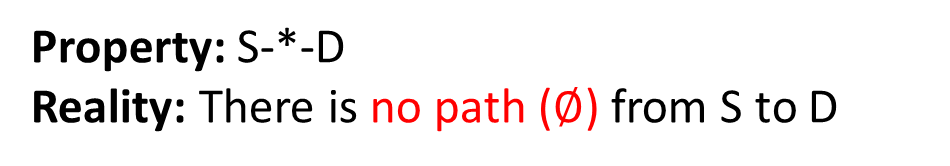 Property: S-*-D
Reality: There is no path (Ø) from S to D